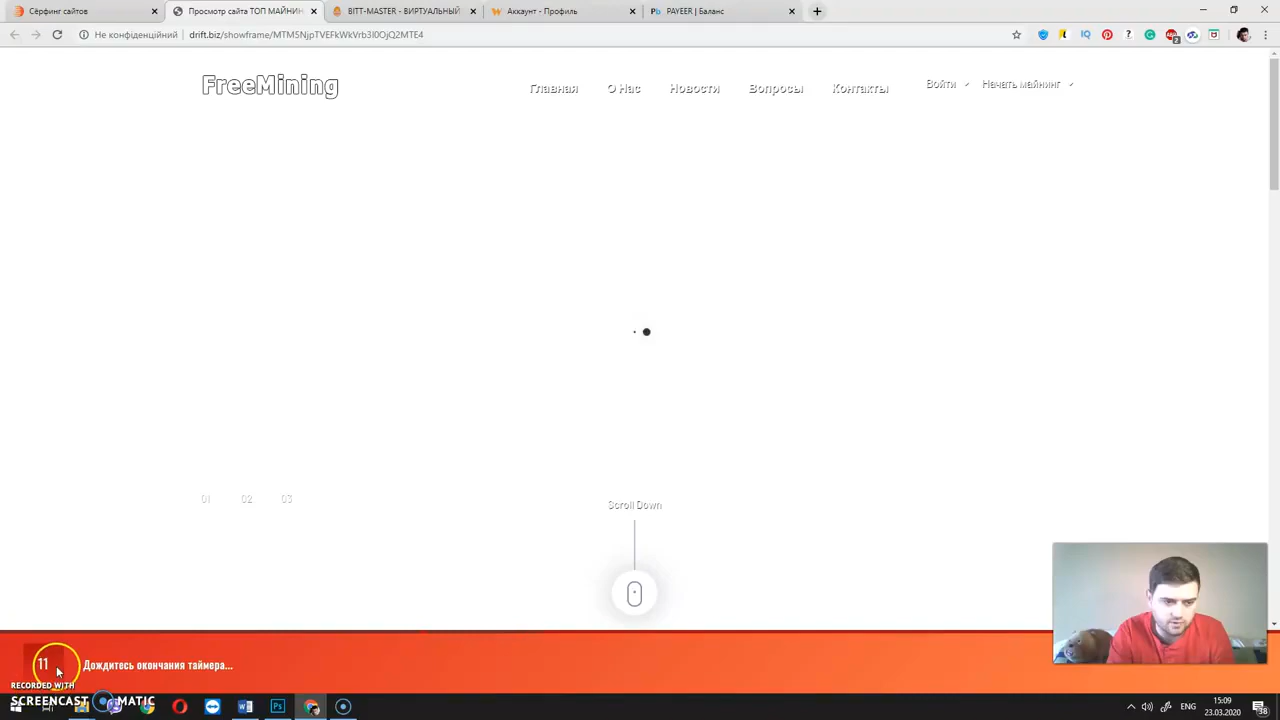 Сёрфинг сайтов
Просмотр сайта ТОП МАЙНИН
BITT-MASTER - ВИРТУАЛЬНЫЙ
Аккаунт - Профиль
PAYEER | Баланс
Не конфіденційний
drift.biz/showframe/MTM5NjpTVEFkWkVrb3I0OjQ2MTE4
FreeMining
Главная
О Нас
Новости
Вопросы
Контакты
Войти
Начать майнинг
01
02
03
Scroll Down
11
Дождитесь окончания таймера...
RECORDED WITH
SCREENCAST MATIC
ENG
15:09
23.03.2020
38